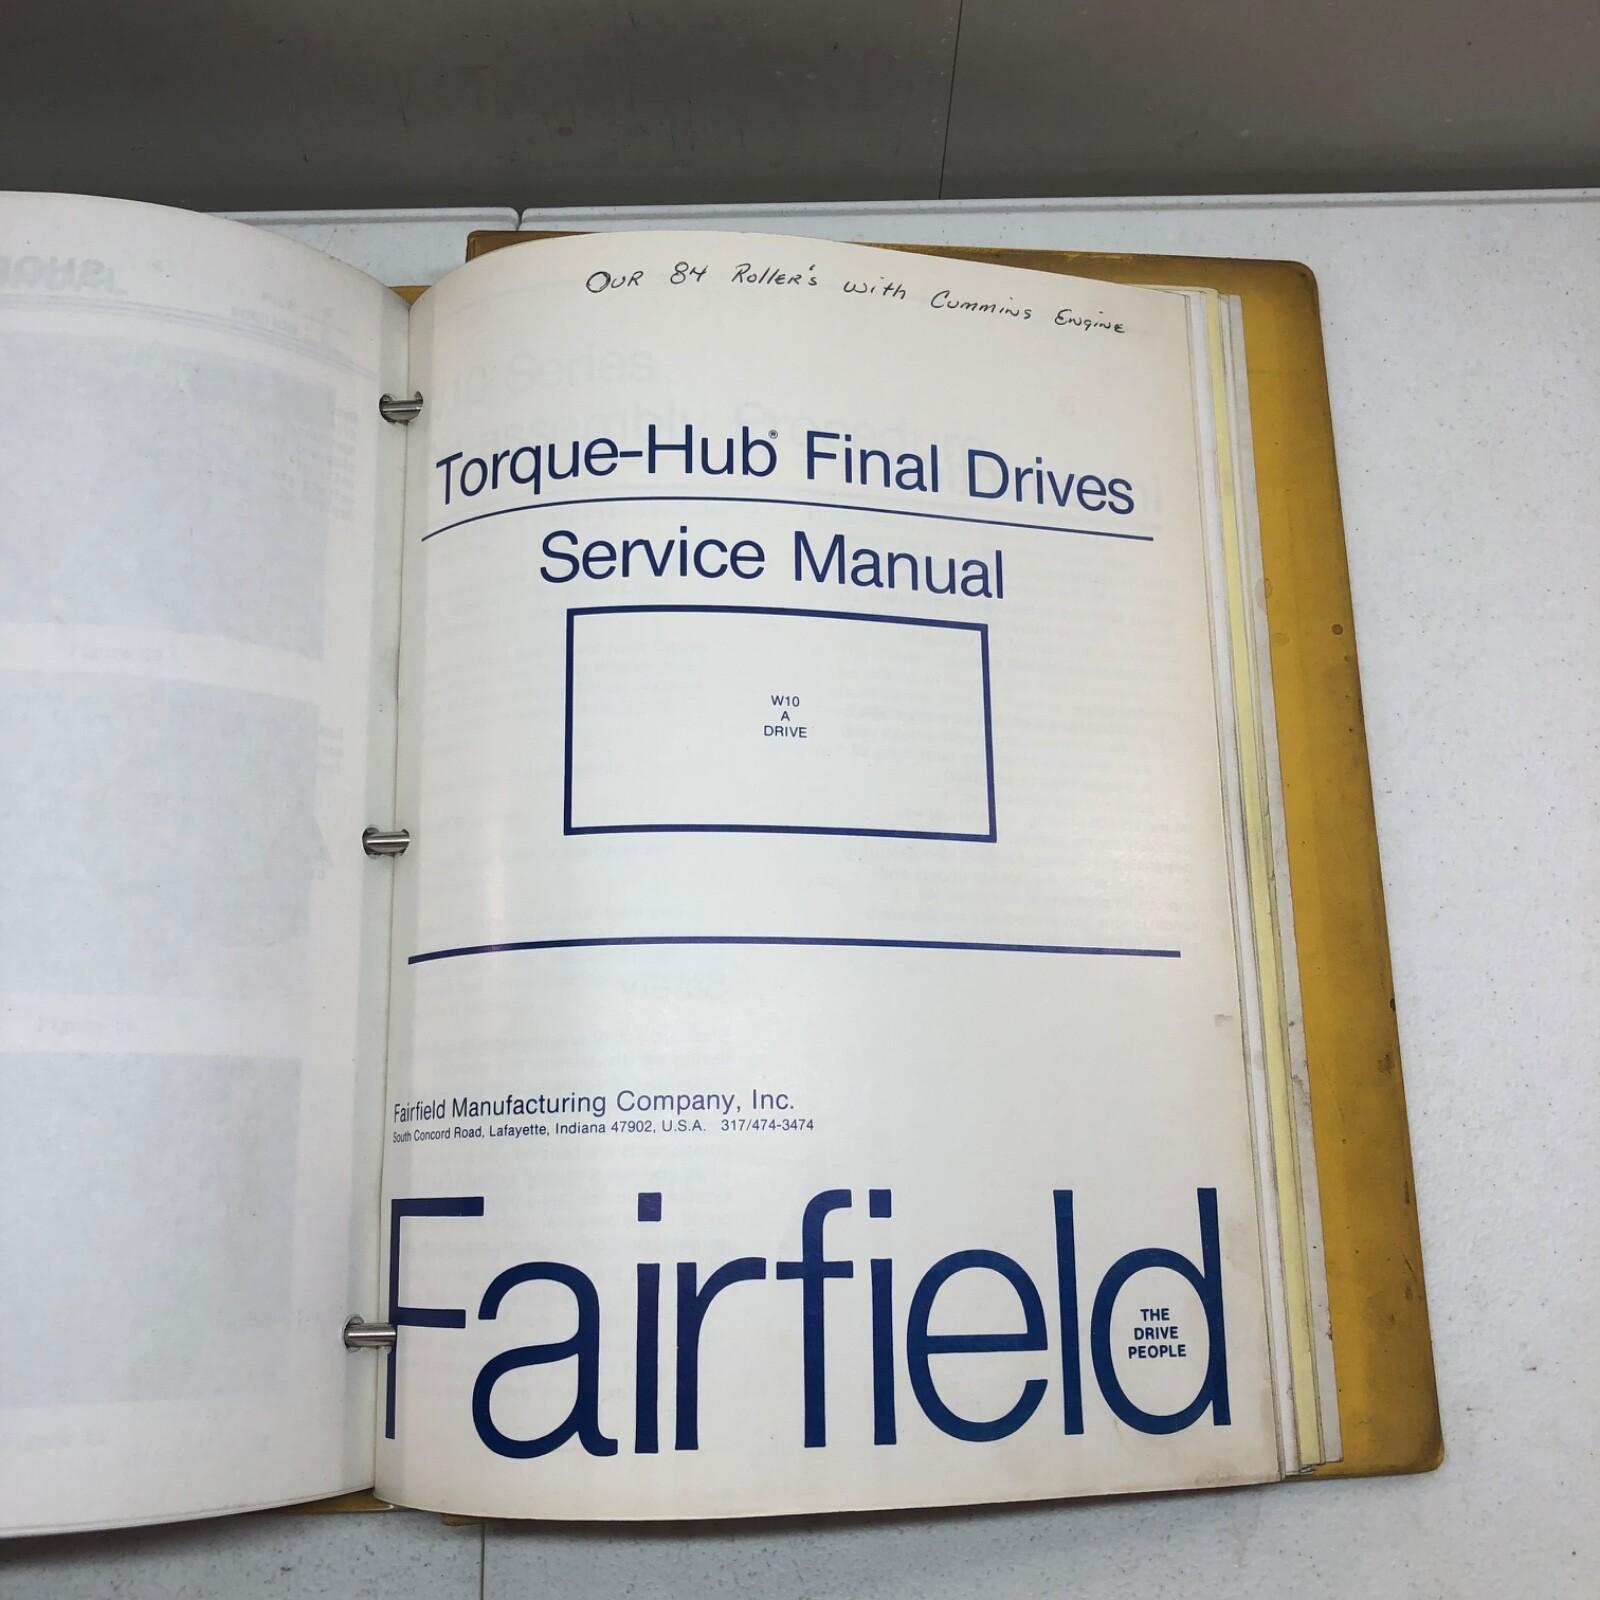 Our 84 Roller's with Cummins Engine
Torque-Hub® Final Drives
Service Manual
W10
A
DRIVE
Fairfield Manufacturing Company, Inc.
South Concord Road, Lafayette, Indiana 47902, U.S.A. 317/474-3474
Fairfield
THE
DRIVE
PEOPLE